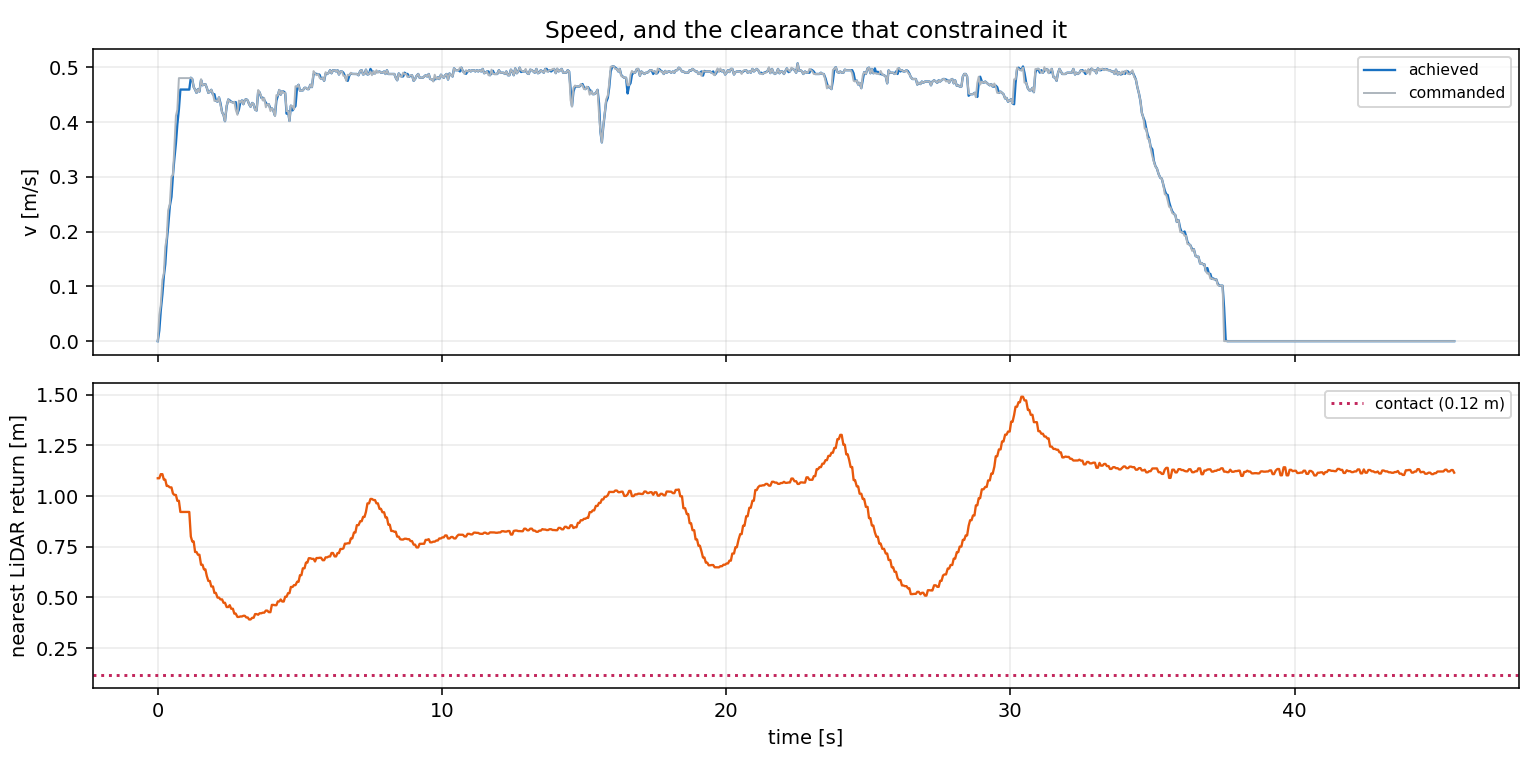 Speed, and the clearance that constrained it
v [m/s]
0.5
0.4
0.3
0.2
0.1
0.0
achieved
commanded
nearest LiDAR return [m]
1.50
1.25
1.00
0.75
0.50
0.25
contact (0.12 m)
0 10 20 30 40
time [s]